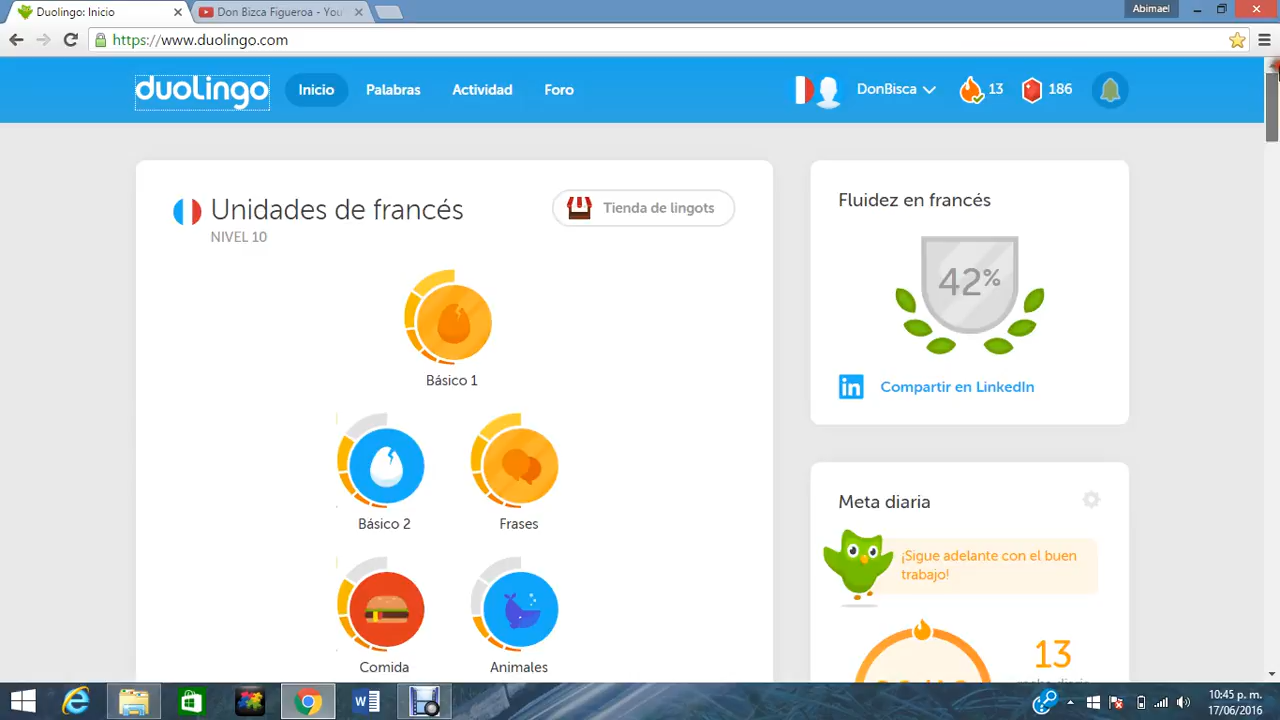 Duolingo: Inicio
Don Bizca Figueroa - You
Abimael
https://www.duolingo.com
duolingo
Inicio
Palabras
Actividad
Foro
DonBisca
13
186
Unidades de francés
NIVEL 10
Tienda de lingots
Básico 1
Básico 2
Frases
Comida
Animales
Fluidez en francés
42%
in
Compartir en LinkedIn
Meta diaria
¡Sigue adelante con el buen
trabajo!
13
10:45 p. m.
17/06/2016